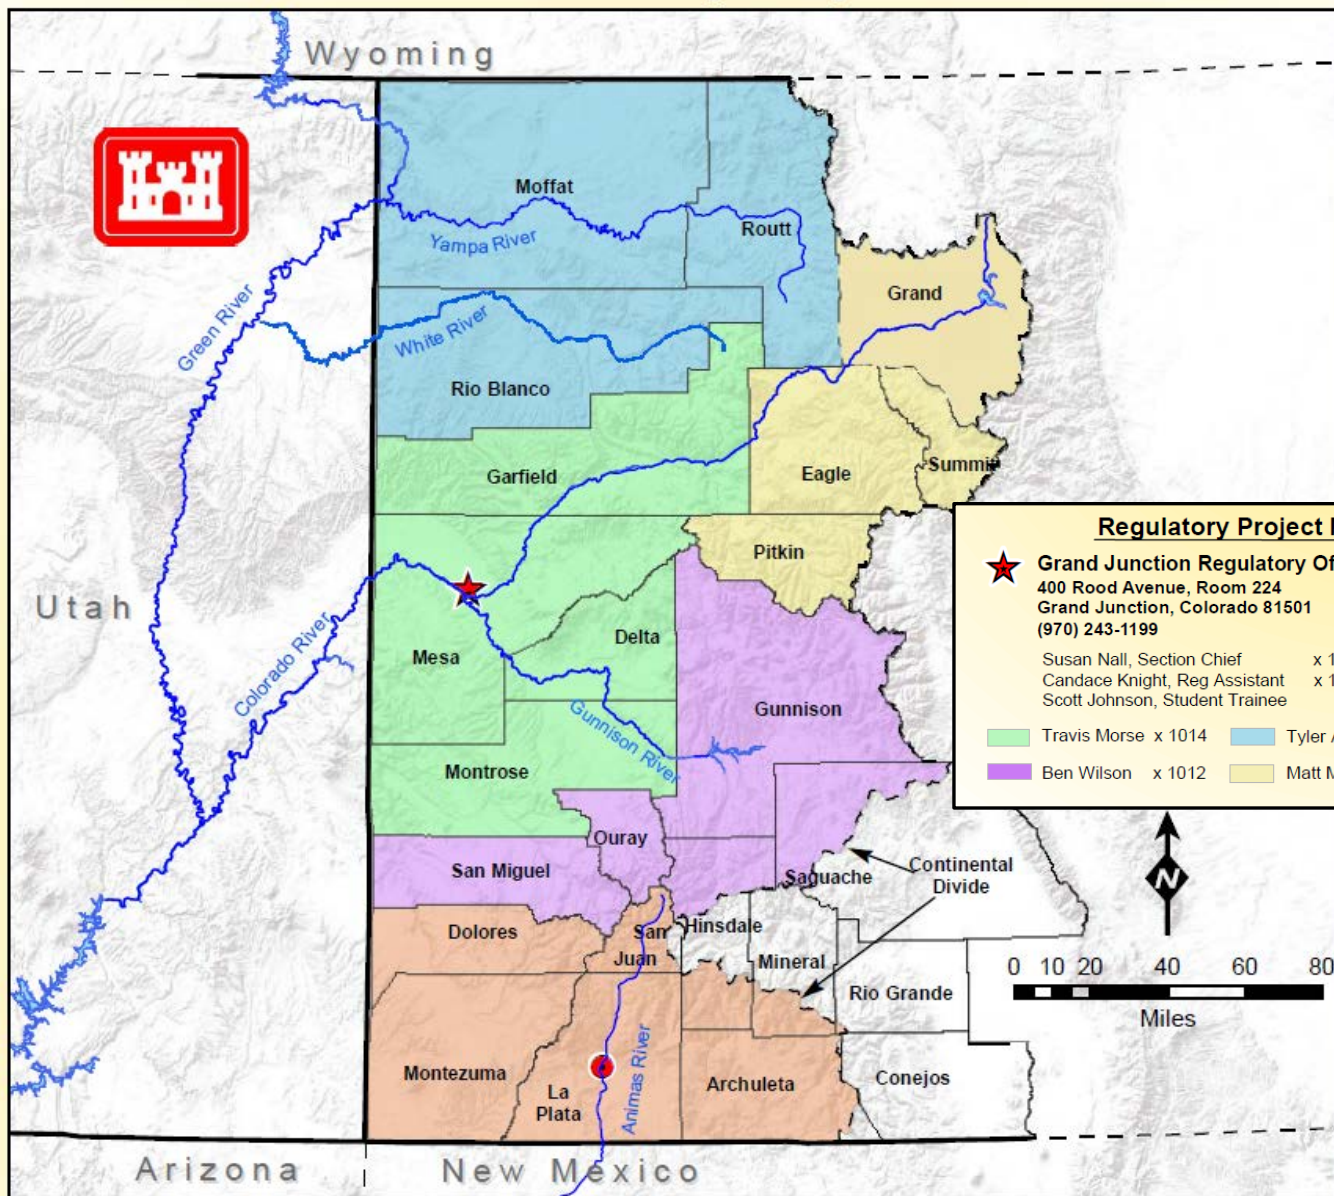 Wyoming
Moffat
Routt
Yampa River
Grand
Green River
White River
Rio Blanco
Garfield
Eagle
Summit
Pitkin
Utah
Colorado River
Mesa
Delta
Gunnison
Gunnison River
Montrose
Ouray
San Miguel
Saguache
Continental
Divide
Dolores
San
Juan
Hinsdale
Mineral
Rio Grande
Montezuma
La
Plata
Animas River
Archuleta
Conejos
Arizona
New Mexico
Regulatory Project
Grand Junction Regulatory Of
400 Rood Avenue, Room 224
Grand Junction, Colorado 81501
(970) 243-1199
Susan Nall, Section Chief x 1
Candace Knight, Reg Assistant x 1
Scott Johnson, Student Trainee
Travis Morse x 1014 Tyler
Ben Wilson x 1012 Matt M
N
0 10 20 40 60 80
Miles